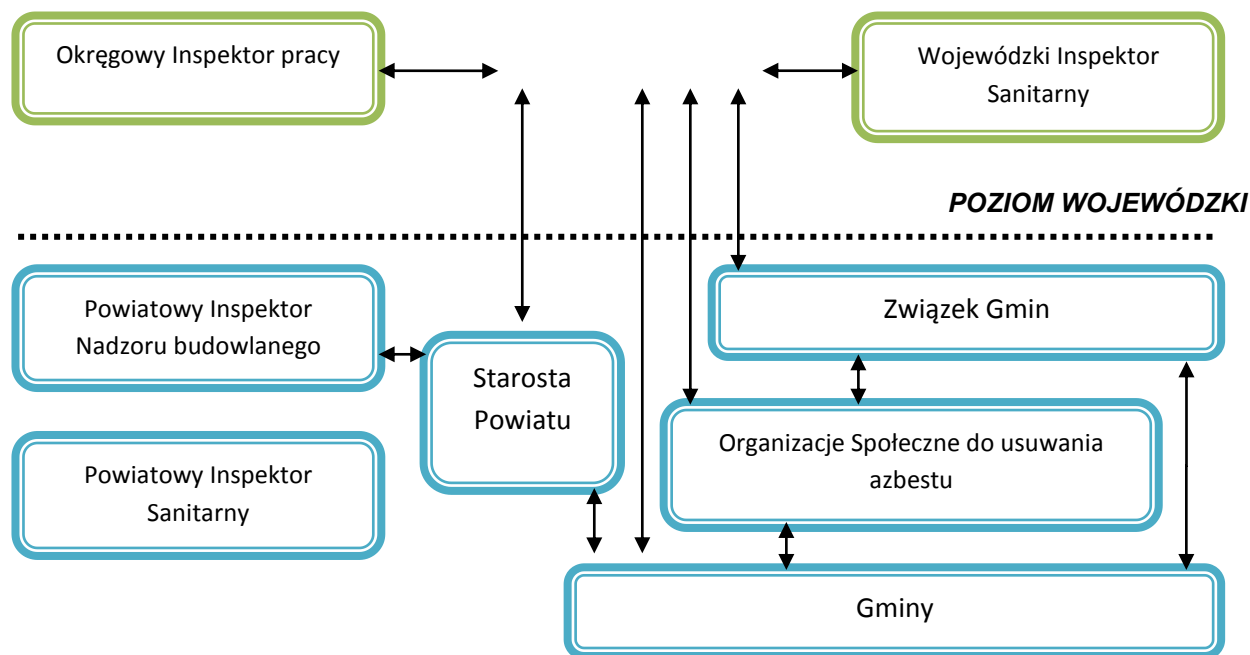 Okręgowy Inspektor pracy
Wojewódzki Inspektor
Sanitarny
POZIOM WOJEWÓDZKI
Powiatowy Inspektor
Nadzoru budowlanego
Związek Gmin
Starosta
Powiatu
Organizacje Społeczne do usuwania
azbestu
Powiatowy Inspektor
Sanitarny
Gminy